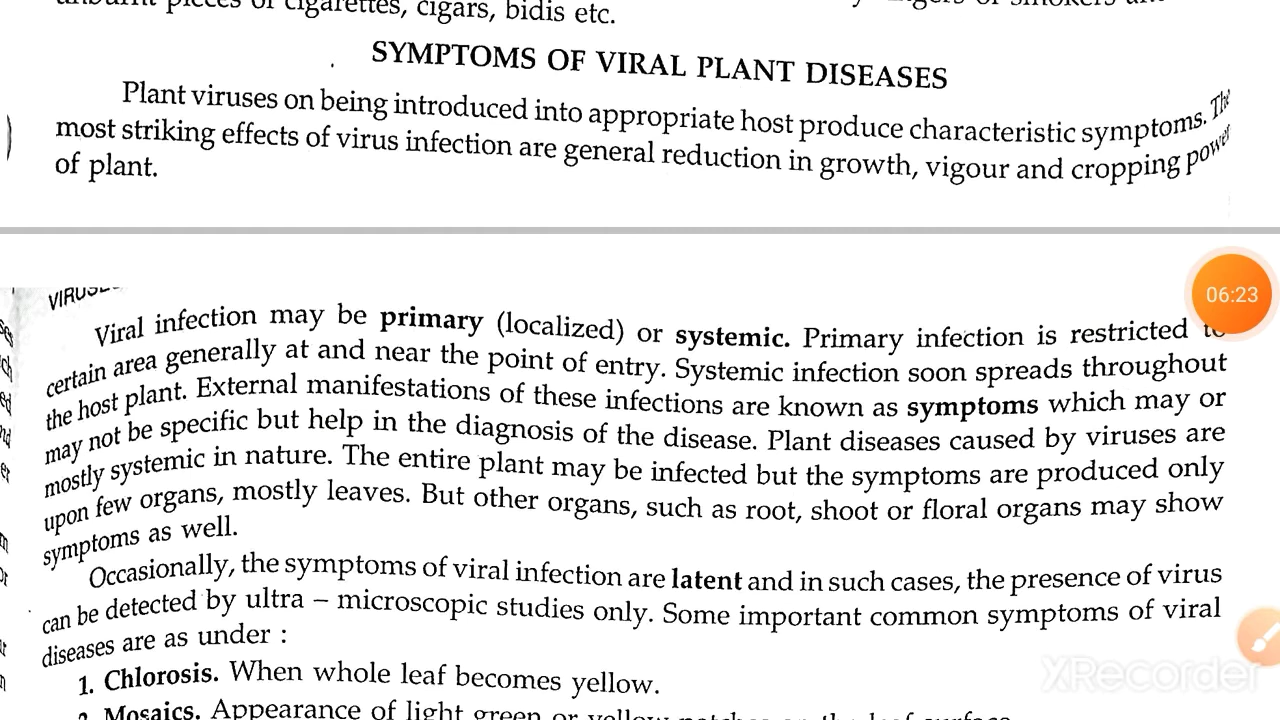 unburnt pieces of cigarettes, cigars, bidis etc.
SYMPTOMS OF VIRAL PLANT DISEASES
Plant viruses on being introduced into appropriate host produce characteristic symptoms. The
most striking effects of virus infection are general reduction in growth, vigour and cropping power
of plant.
Viral infection may be primary (localized) or systemic. Primary infection is restricted to
certain area generally at and near the point of entry. Systemic infection soon spreads throughout
the host plant. External manifestations of these infections are known as symptoms which may or
may not be specific but help in the diagnosis of the disease. Plant diseases caused by viruses are
mostly systemic in nature. The entire plant may be infected but the symptoms are produced only
upon few organs, mostly leaves. But other organs, such as root, shoot or floral organs may show
symptoms as well.
Occasionally, the symptoms of viral infection are latent and in such cases, the presence of virus
can be detected by ultra – microscopic studies only. Some important common symptoms of viral
diseases are as under :
1. Chlorosis. When whole leaf becomes yellow.
2. Mosaics. Appearance of light green or yellow patches on the leaf surface.
06:23
XRecorder